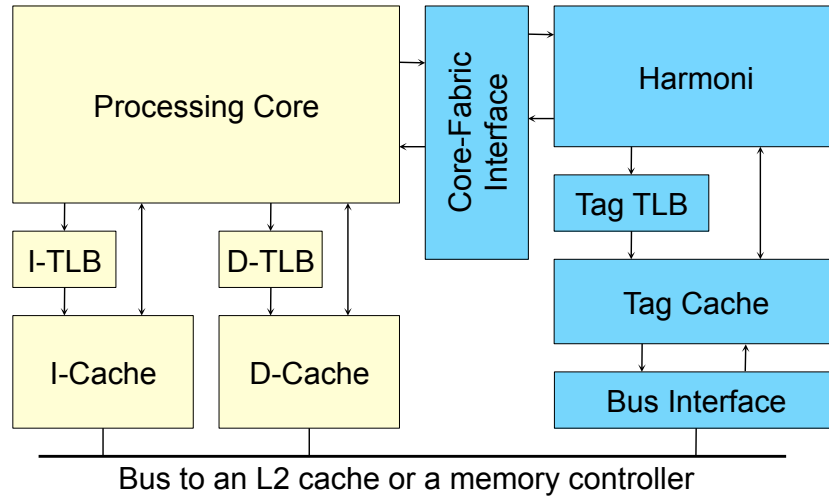 Processing Core
Core-Fabric
Interface
Harmoni
I-TLB
D-TLB
Tag TLB
I-Cache
D-Cache
Tag Cache
Bus Interface
Bus to an L2 cache or a memory controller